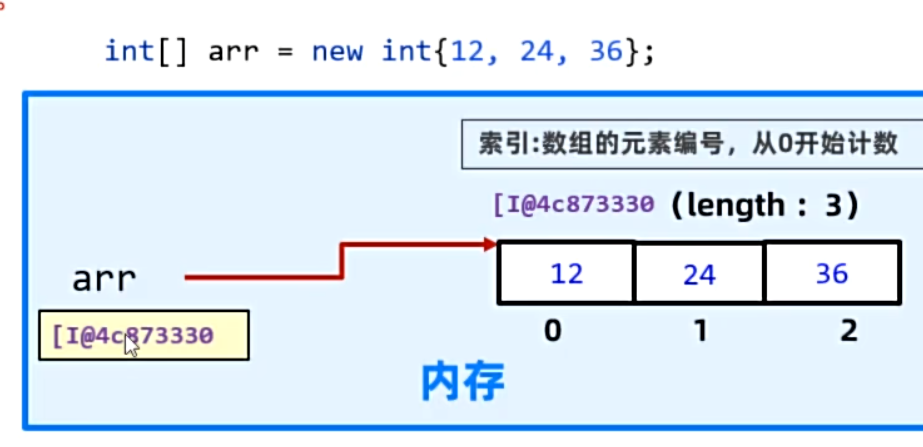 int[] arr = new int{12, 24, 36};
索引:数组的元素编号，从0开始计数
[I@4c873330 (length : 3)
12 24 36
arr
[I@4c873330
0 1 2
内存